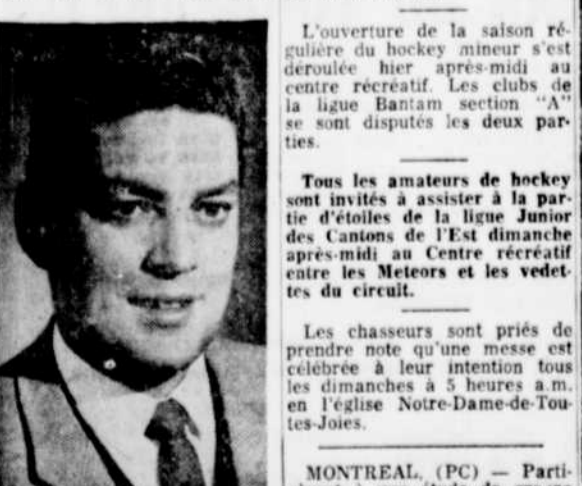 L'ouverture de la saison ré-
gulière du hockey mineur s'est
déroulée hier après-midi au
centre récréatif. Les clubs de
la ligue Bantam section "A"
se sont disputés les deux par-
ties.
Tous les amateurs de hockey
sont invités à assister à la par-
tie d'étoiles de la ligue Junior
des Cantons de l'Est dimanche
après-midi au Centre récréatif
entre les Meteors et les vedet-
tes du circuit.
Les chasseurs sont priés de
prendre note qu'une messe est
célébrée à leur intention tous
les dimanches à 5 heures a.m.
en l'église Notre-Dame-de-Tou-
tes-Joies.
MONTREAL, (PC) — Parti-